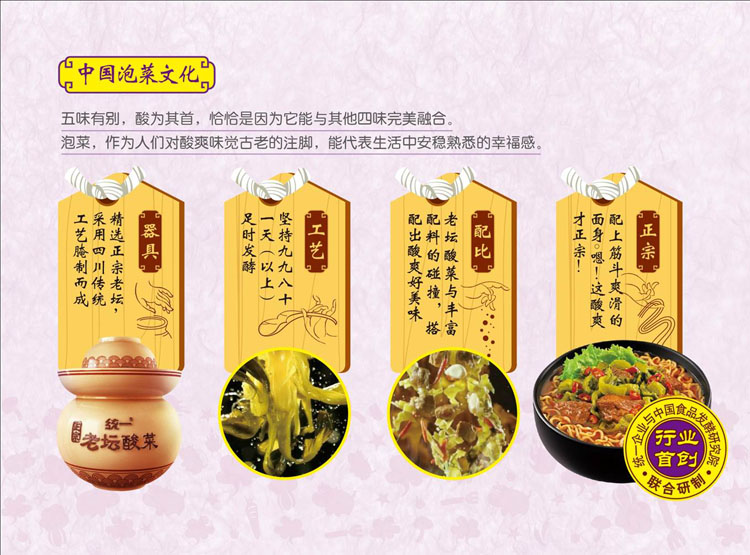 中国泡菜文化
五味有别，酸为其首，恰恰是因为它能与其他四味完美融合。
泡菜，作为人们对酸爽味觉古老的注脚，能代表生活中安稳熟悉的幸福感。
器具
精选正宗老坛，
采用四川传统
工艺腌制而成
工艺
坚持九九八十
一天（以上）
足时发酵
配比
老坛酸菜与丰富
配料的碰撞，搭
配出酸爽好美味
正宗
配上筋斗爽滑的
面身。嗯！这酸爽
才正宗！
统一
老坛酸菜
统一企业与中国食品发酵研究院
行业
首创
·联合研制·